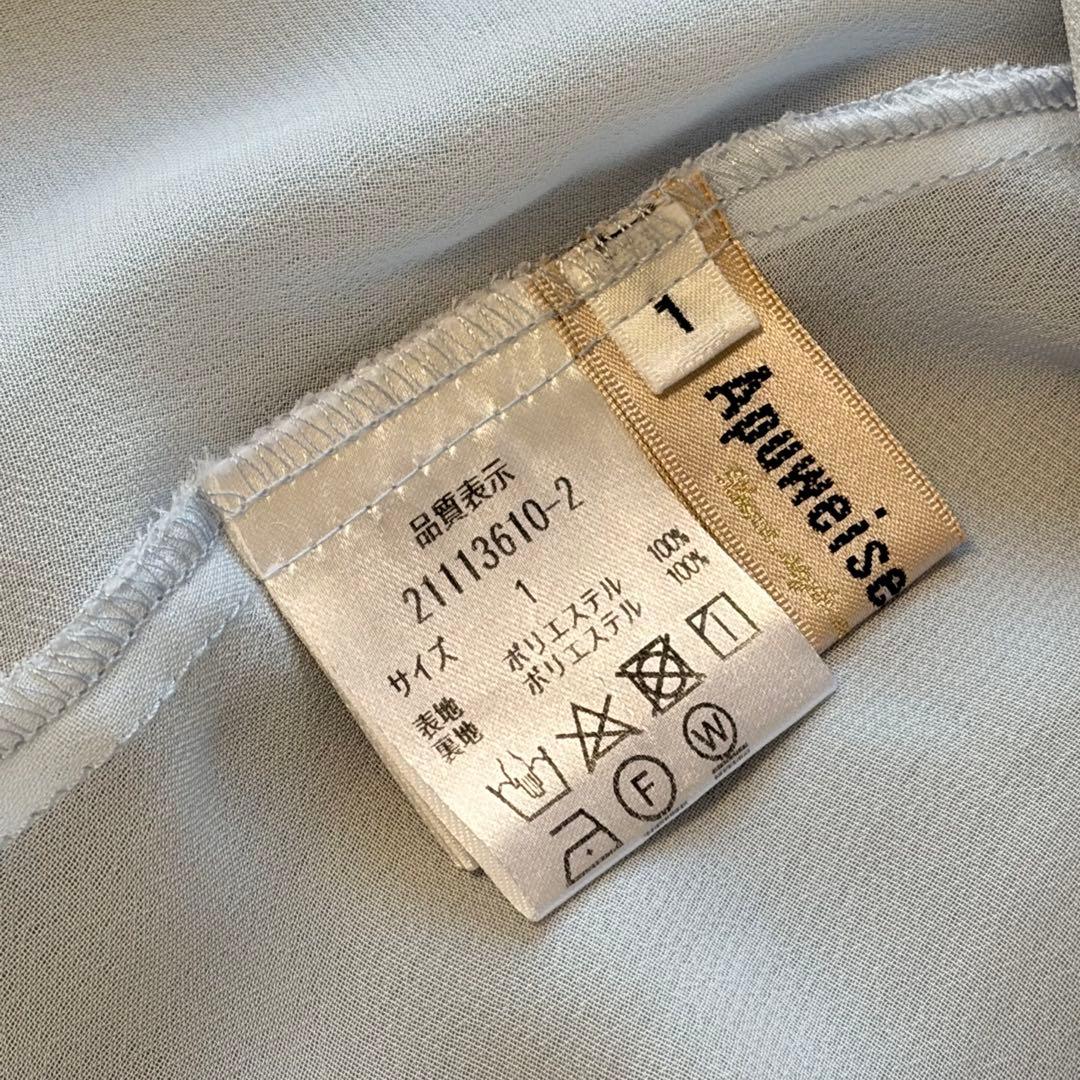 1
Apuweise
品質表示
21113610-2
サイズ 1
表地 ポリエステル 100%
裏地 ポリエステル 100%
F
W